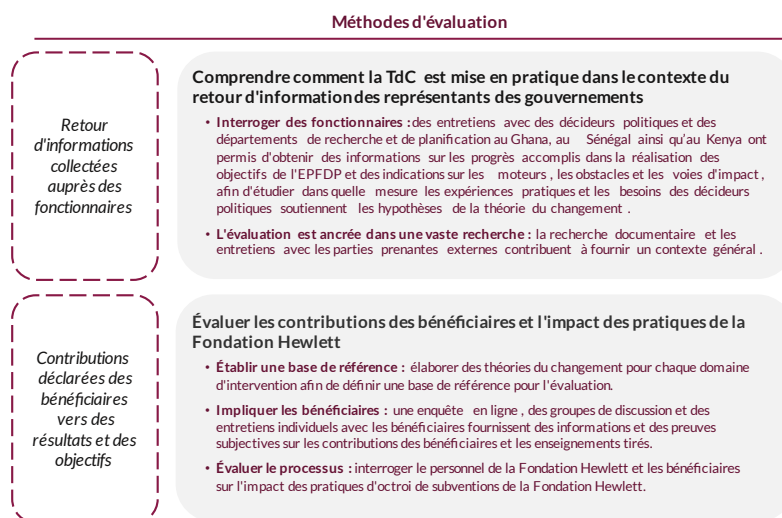 Méthodes d'évaluation
Retour
d'informations
collectées
auprès des
fonctionnaires
Comprendre comment la TdC est mise en pratique dans le contexte du
retour d'information des représentants des gouvernements
• Interroger des fonctionnaires : des entretiens avec des décideurs politiques et des
départements de recherche et de planification au Ghana, au Sénégal ainsi qu'au Kenya ont
permis d'obtenir des informations sur les progrès accomplis dans la réalisation des
objectifs de l'EPFDP et des indications sur les moteurs, les obstacles et les voies d'impact,
afin d'étudier dans quelle mesure les expériences pratiques et les besoins des décideurs
politiques soutiennent les hypothèses de la théorie du changement.
• L'évaluation est ancrée dans une vaste recherche : la recherche documentaire et les
entretiens avec les parties prenantes externes contribuent à fournir un contexte général.
Contributions
déclarées des
bénéficiaires
vers des
résultats et des
objectifs
Évaluer les contributions des bénéficiaires et l'impact des pratiques de la
Fondation Hewlett
• Établir une base de référence : élaborer des théories du changement pour chaque domaine
d'intervention afin de définir une base de référence pour l'évaluation.
• Impliquer les bénéficiaires : une enquête en ligne, des groupes de discussion et des
entretiens individuels avec les bénéficiaires fournissent des informations et des preuves
subjectives sur les contributions des bénéficiaires et les enseignements tirés.
• Évaluer le processus : interroger le personnel de la Fondation Hewlett et les bénéficiaires
sur l'impact des pratiques d'octroi de subventions de la Fondation Hewlett.